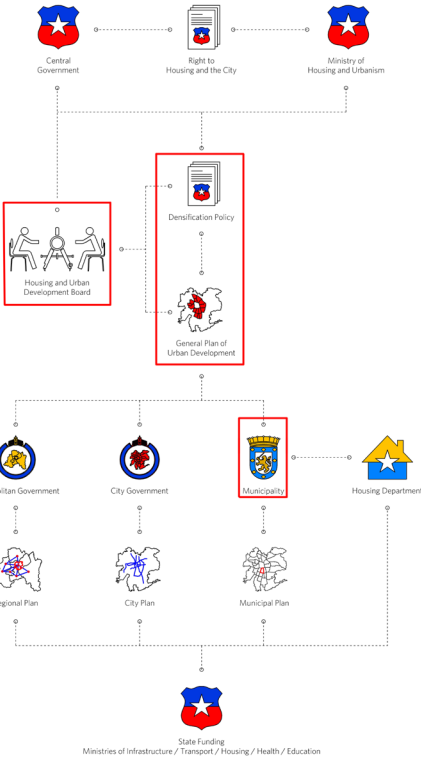 Central
Government
Right to
Housing and the City
Ministry of
Housing and Urbanism
Densification Policy
Housing and Urban
Development Board
General Plan of
Urban Development
Government
City Government
Municipality
Housing Department
Plan
City Plan
Municipal Plan
State Funding
Ministries of Infrastructure / Transport / Housing / Health / Education